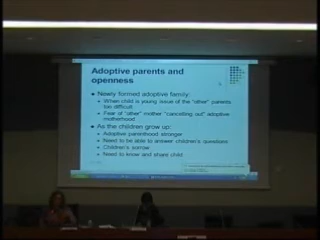 Adoptive parents and
openness
Newly formed adoptive family:
When child is young issue of the "other" parents
too difficult
Fear of "other" mother "cancelling out" adoptive
motherhood
As the children grow up:
Adoptive parenthood stronger
Need to be able to answer children's questions
Children's sorrow
Need to know and share child